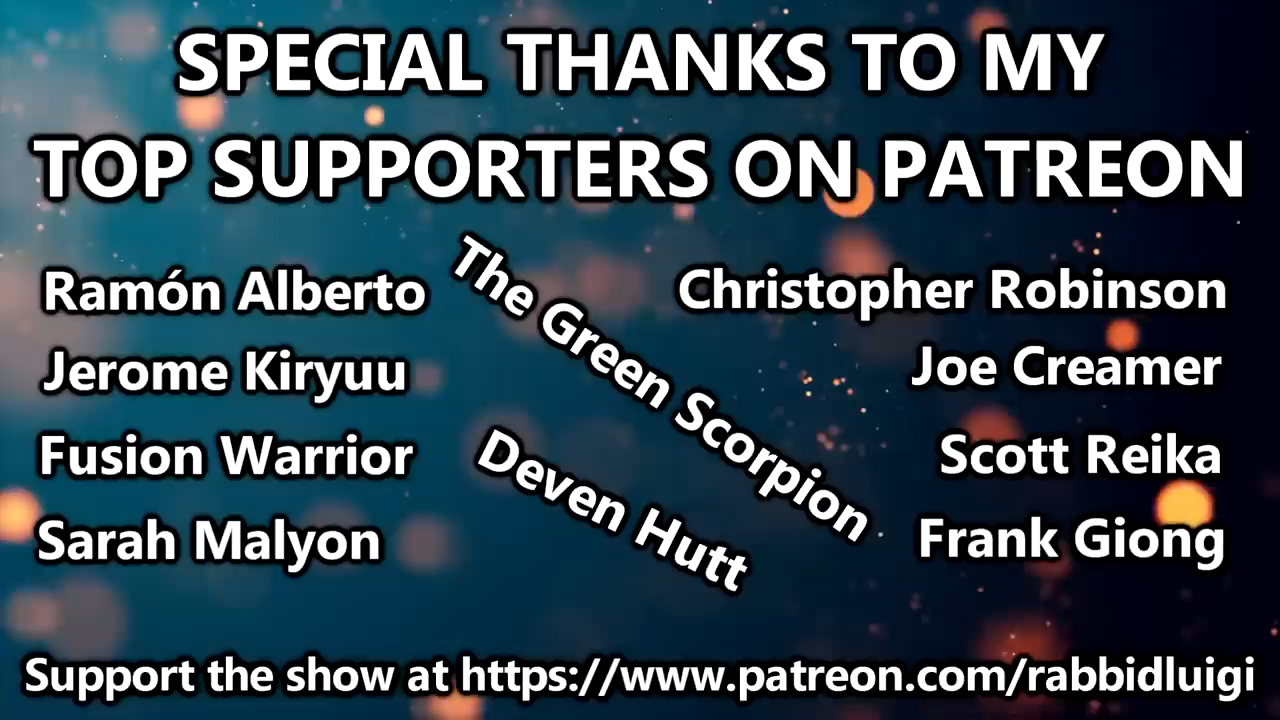 SPECIAL THANKS TO MY
TOP SUPPORTERS ON PATREON
Ramón Alberto
Jerome Kiryuu
Fusion Warrior
Sarah Malyon
The Green Scorpion
Deven Hutt
Christopher Robinson
Joe Creamer
Scott Reika
Frank Giong
Support the show at https://www.patreon.com/rabbidluigi